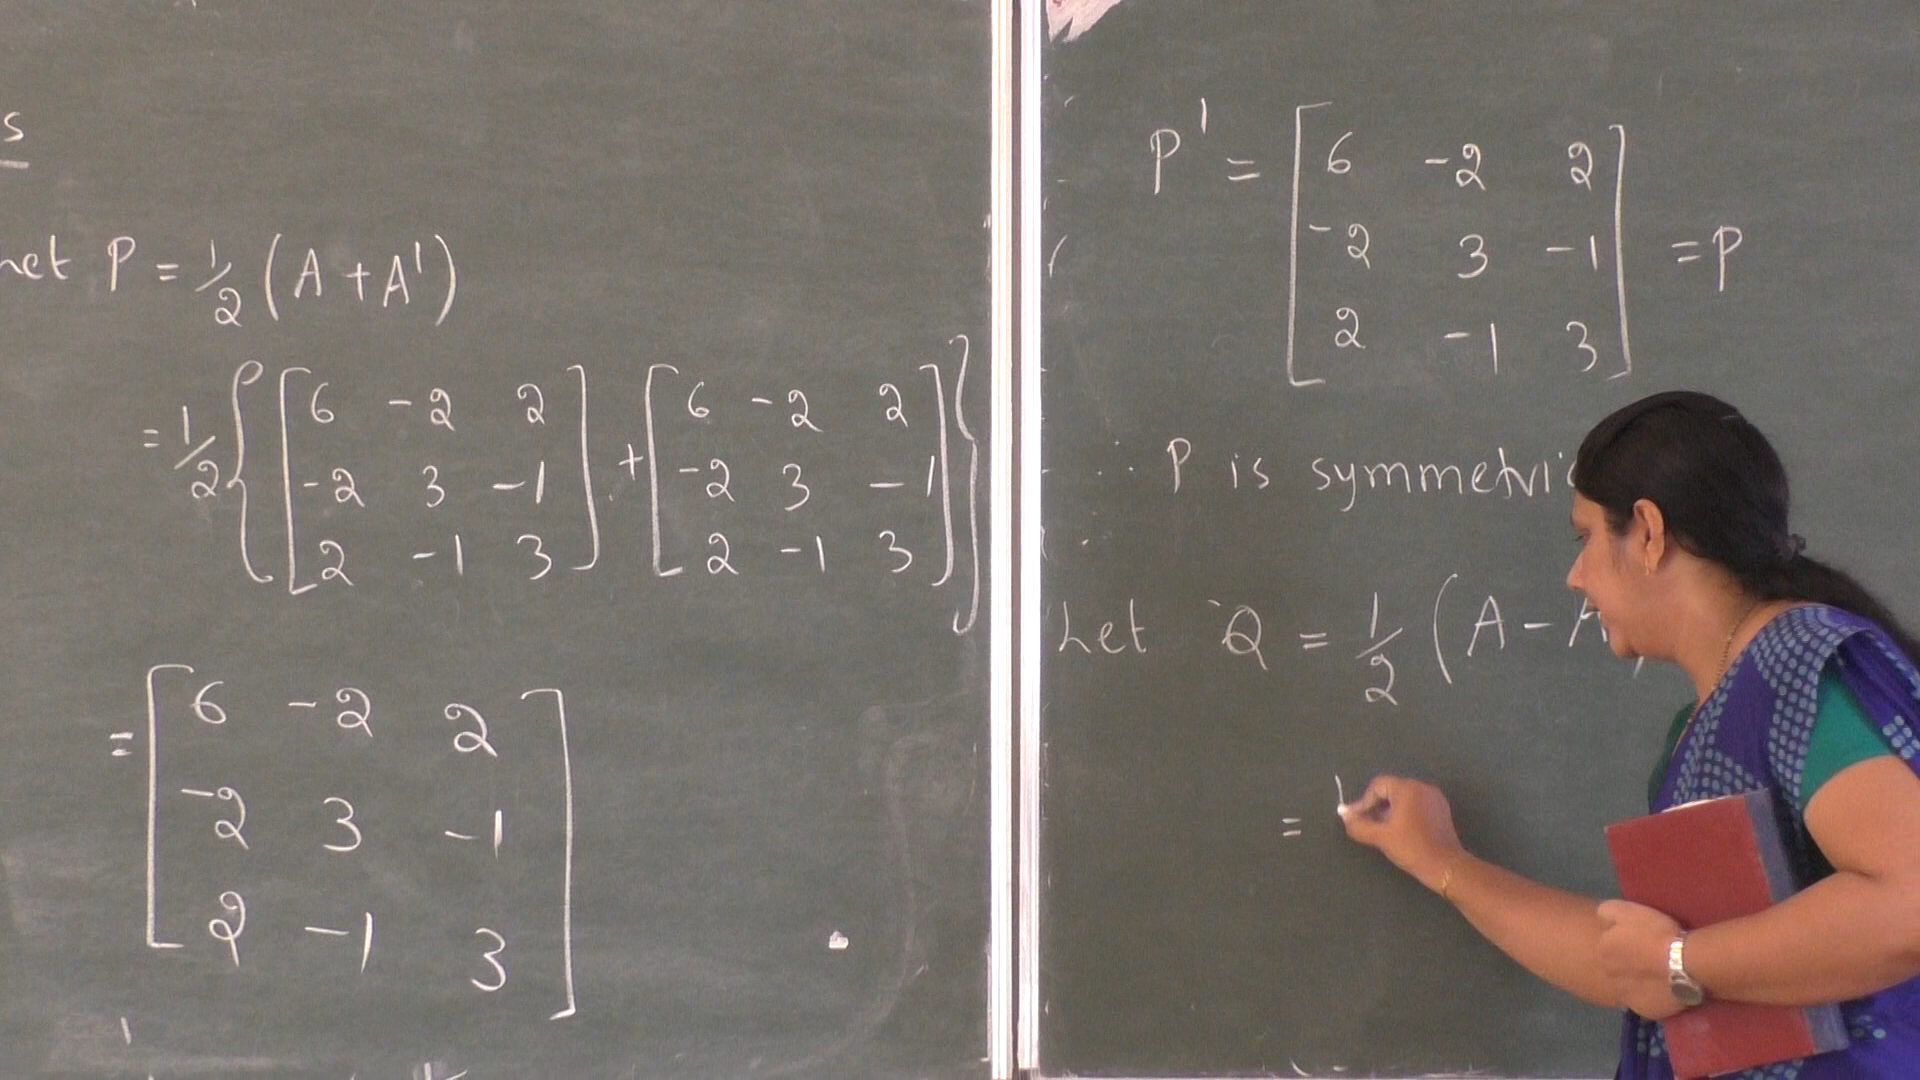 s
Let P = 1/2 (A + A')
= 1/2 { [ 6 -2 2
-2 3 -1
2 -1 3 ] + [ 6 -2 2
-2 3 -1
2 -1 3 ] }
= [ 6 -2 2
-2 3 -1
2 -1 3 ]
P' = [ 6 -2 2
-2 3 -1
2 -1 3 ] = P
∴ P is symmetric
Let Q = 1/2 (A - A
= 1